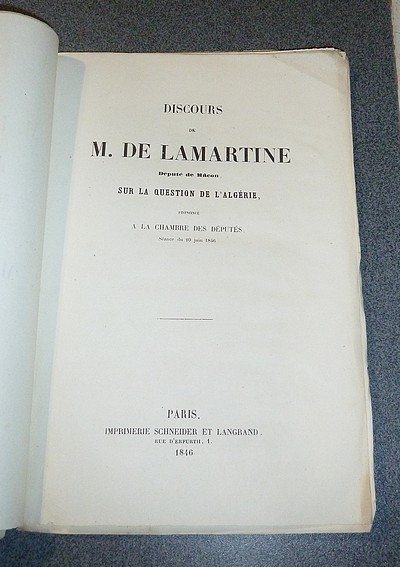 DISCOURS
DE
M. DE LAMARTINE
Député de Mâcon
SUR LA QUESTION DE L'ALGÉRIE,
PRONONCÉ
A LA CHAMBRE DES DÉPUTÉS
Séance du 10 juin 1846
PARIS.
IMPRIMERIE SCHNEIDER ET LANGRAND,
RUE D'ERFURTH, 1.
1846